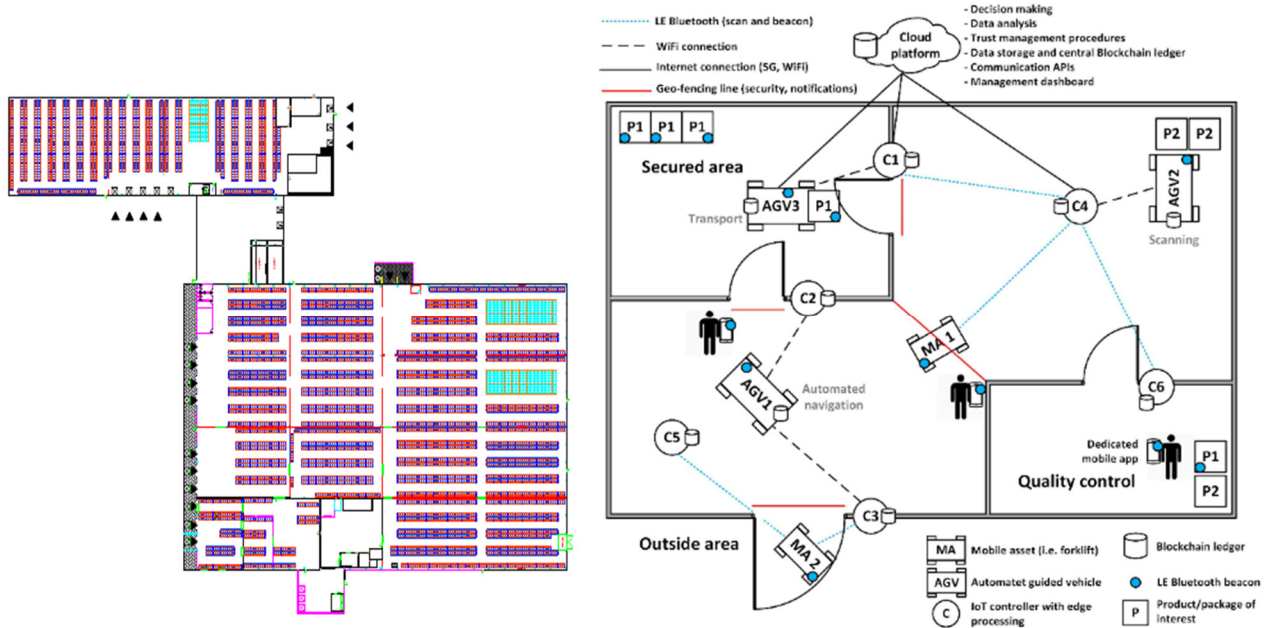 LE Bluetooth (scan and beacon)
WiFi connection
Internet connection (5G, WiFi)
Geo-fencing line (security, notifications)
Cloud
platform
- Decision making
- Data analysis
- Trust management procedures
- Data storage and central Blockchain ledger
- Communication APIs
- Management dashboard
P1 P1 P1
Secured area
C1
P2 P2
AGV2
Scanning
AGV3 P1
Transport
C4
C2
MA 1
AGV1
Automated
navigation
C6
C5
Dedicated
mobile app
P1
P2
Quality control
C3
Outside area
MA 2
MA Mobile asset (i.e. forklift)
AGV Automatet guided vehicle
C IoT controller with edge
processing
Blockchain ledger
LE Bluetooth beacon
P Product/package of
interest